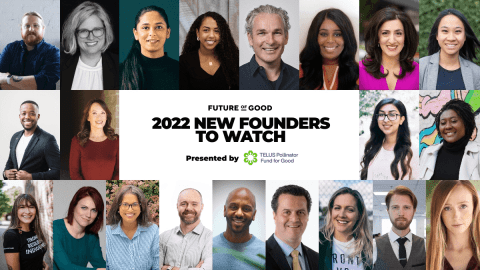 FUTURE OF GOOD
2022 NEW FOUNDERS
TO WATCH
Presented by
TELUS Pollinator
Fund for Good